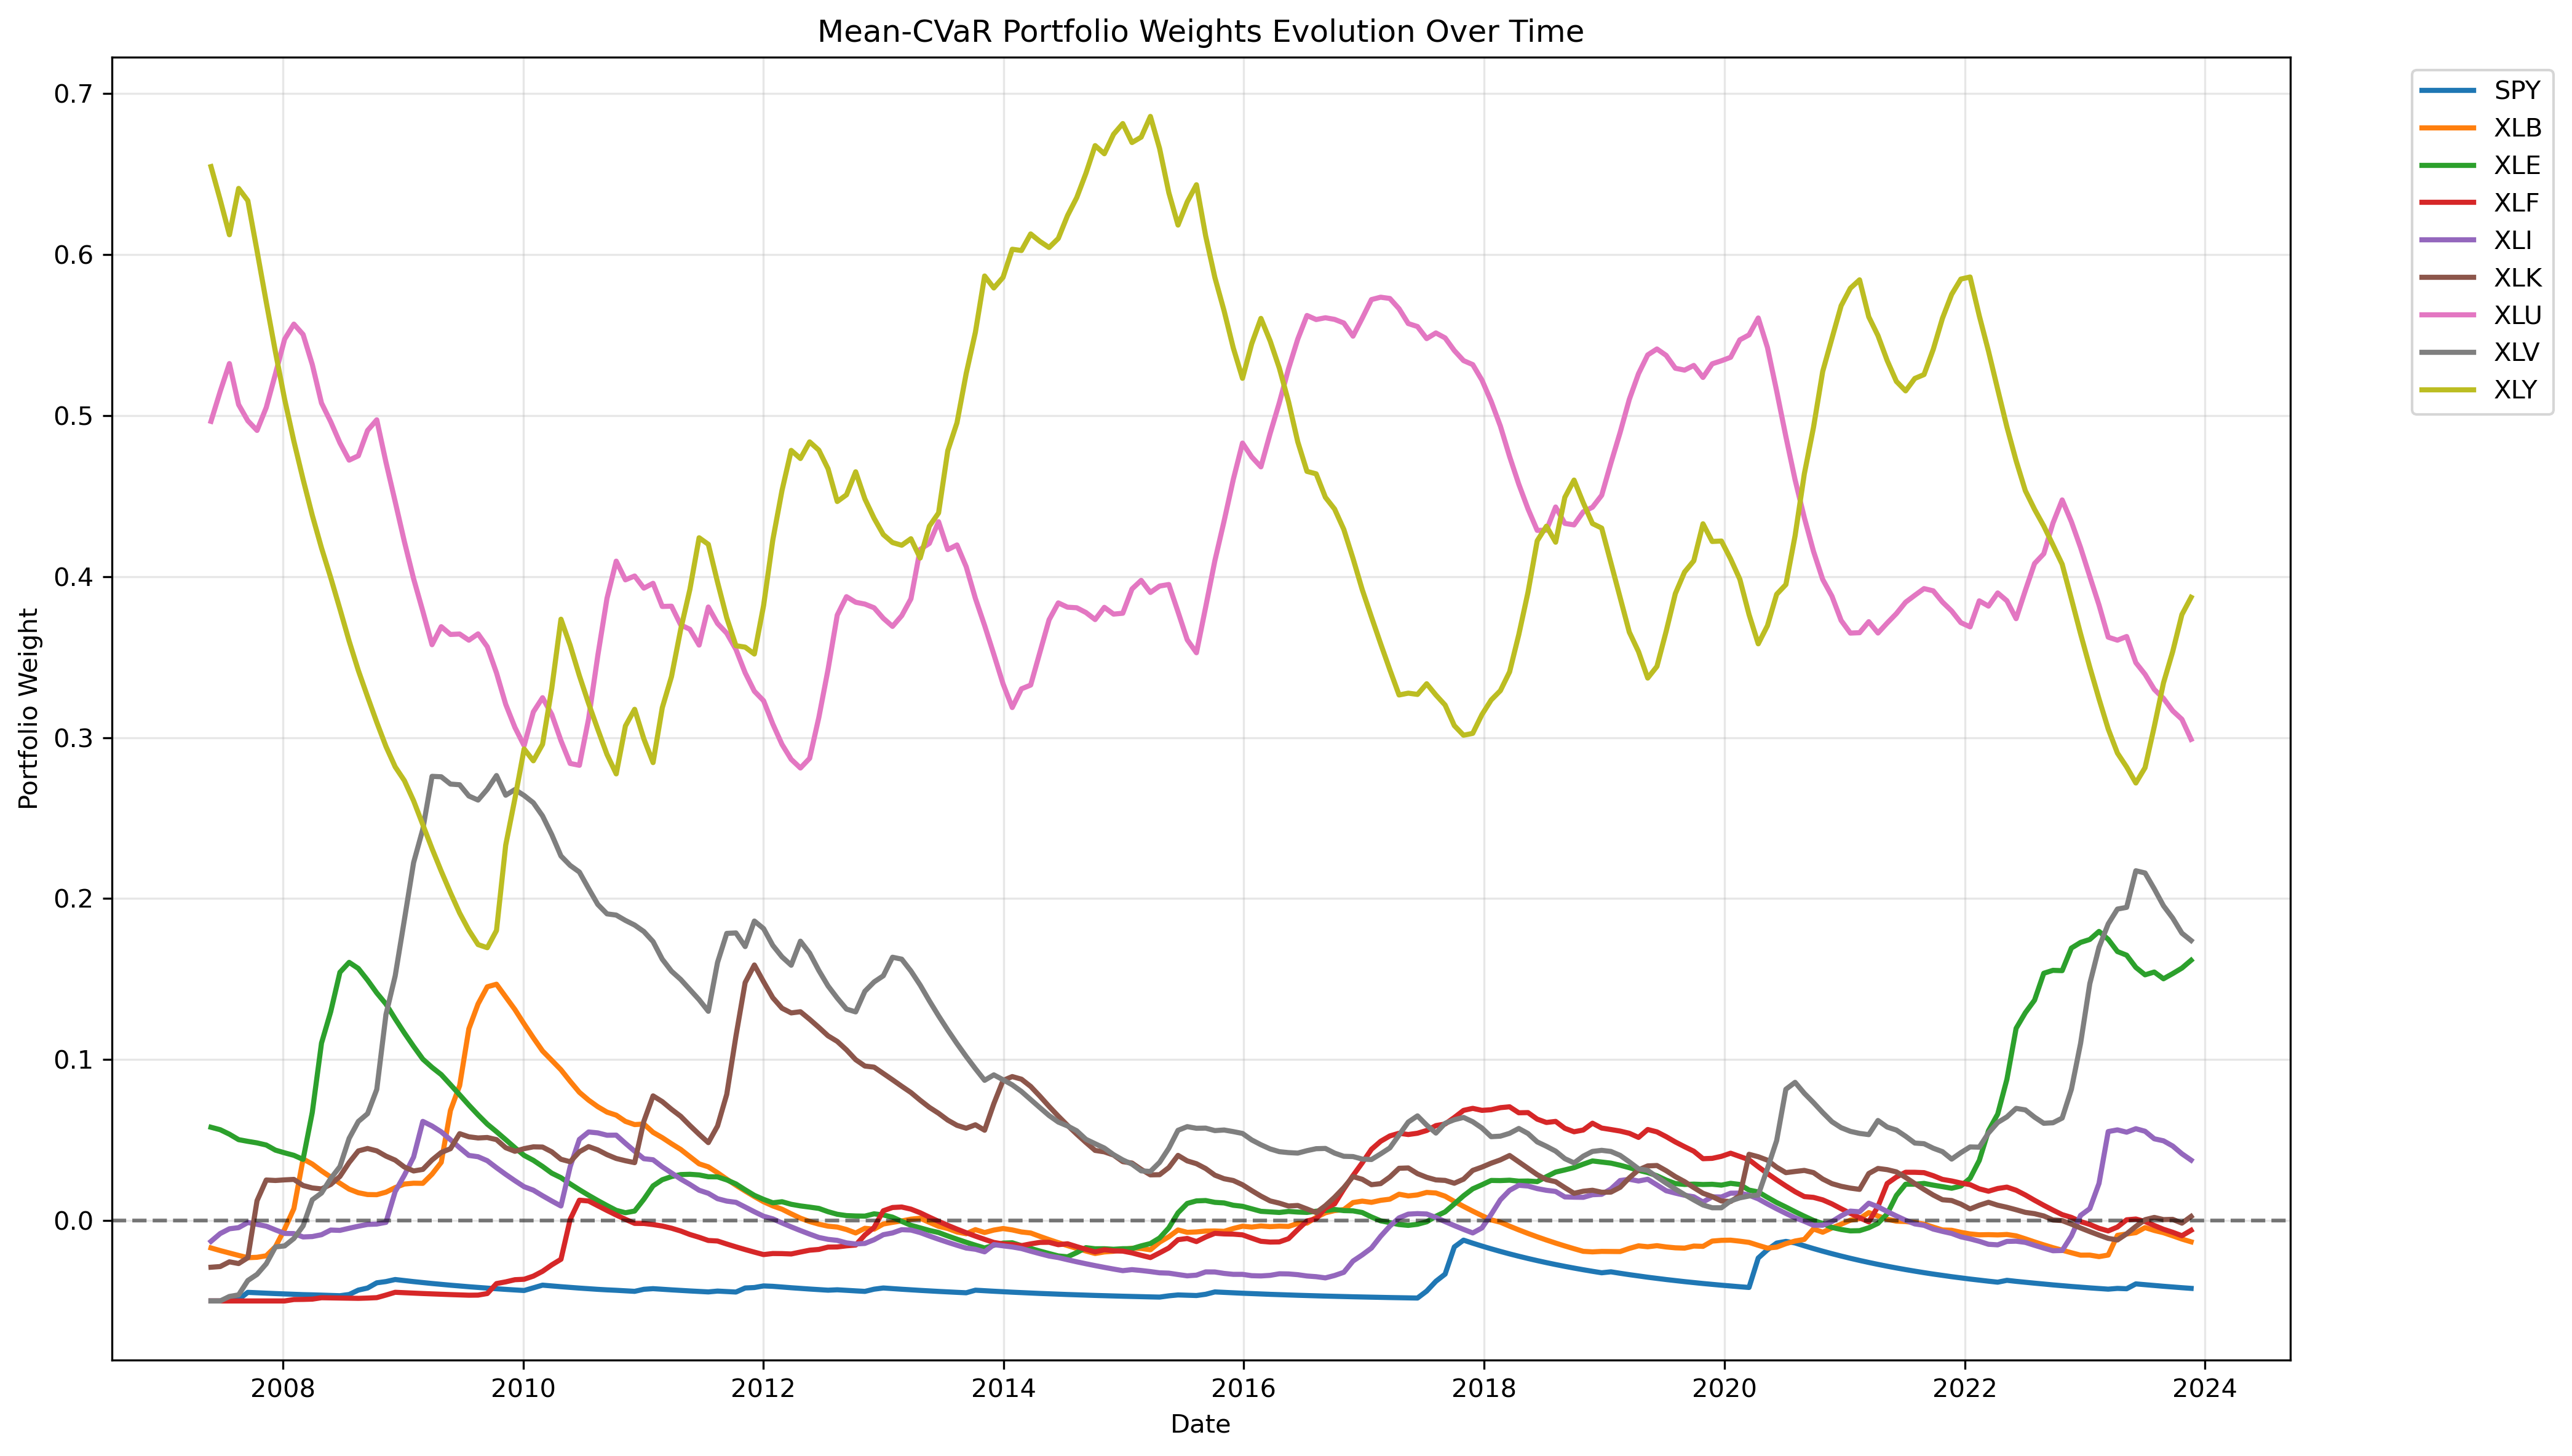 Mean-CVaR Portfolio Weights Evolution Over Time
SPY
XLB
XLE
XLF
XLI
XLK
XLU
XLV
XLY
Portfolio Weight
0.7
0.6
0.5
0.4
0.3
0.2
0.1
0.0
2008 2010 2012 2014 2016 2018 2020 2022 2024
Date